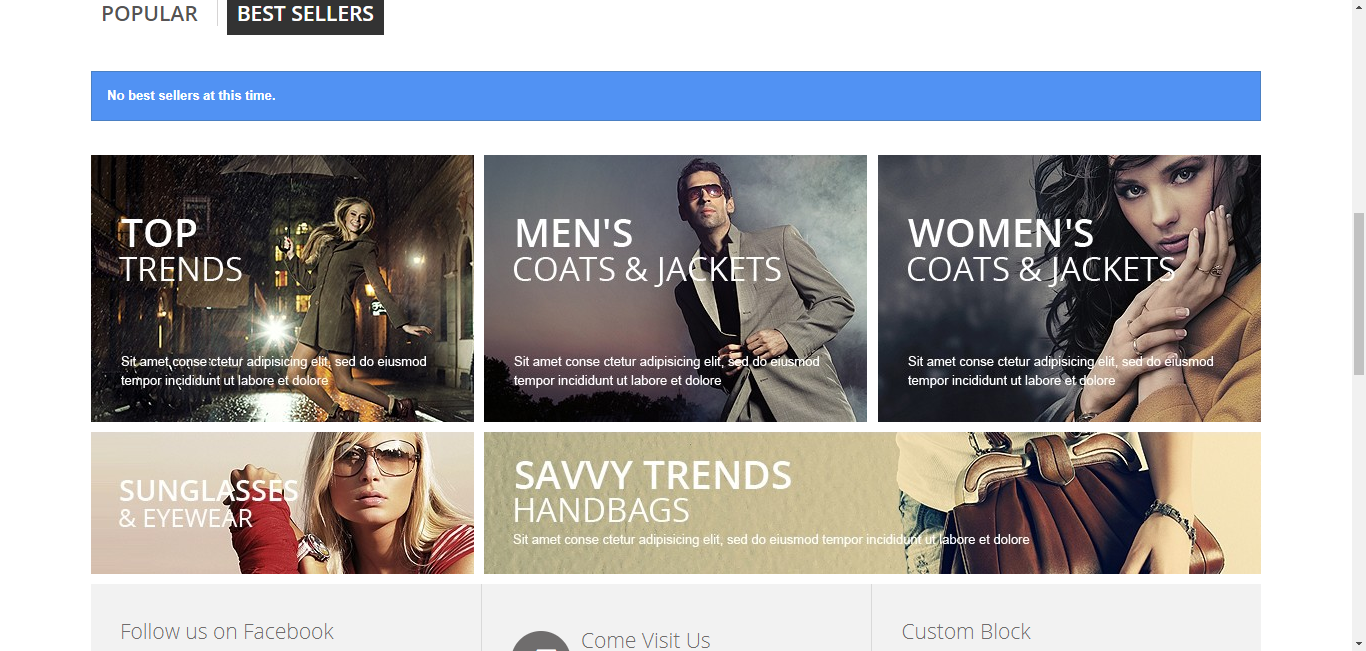 POPULAR
BEST SELLERS
No best sellers at this time.
TOP
TRENDS
Sit amet conse ctetur adipisicing elit, sed do eiusmod
tempor incididunt ut labore et dolore
MEN'S
COATS & JACKETS
Sit amet conse ctetur adipisicing elit, sed do eiusmod
tempor incididunt ut labore et dolore
WOMEN'S
COATS & JACKETS
Sit amet conse ctetur adipisicing elit, sed do eiusmod
tempor incididunt ut labore et dolore
SUNGLASSES
& EYEWEAR
SAVVY TRENDS
HANDBAGS
Sit amet conse ctetur adipisicing elit, sed do eiusmod tempor incididunt ut labore et dolore
Follow us on Facebook
Come Visit Us
Custom Block